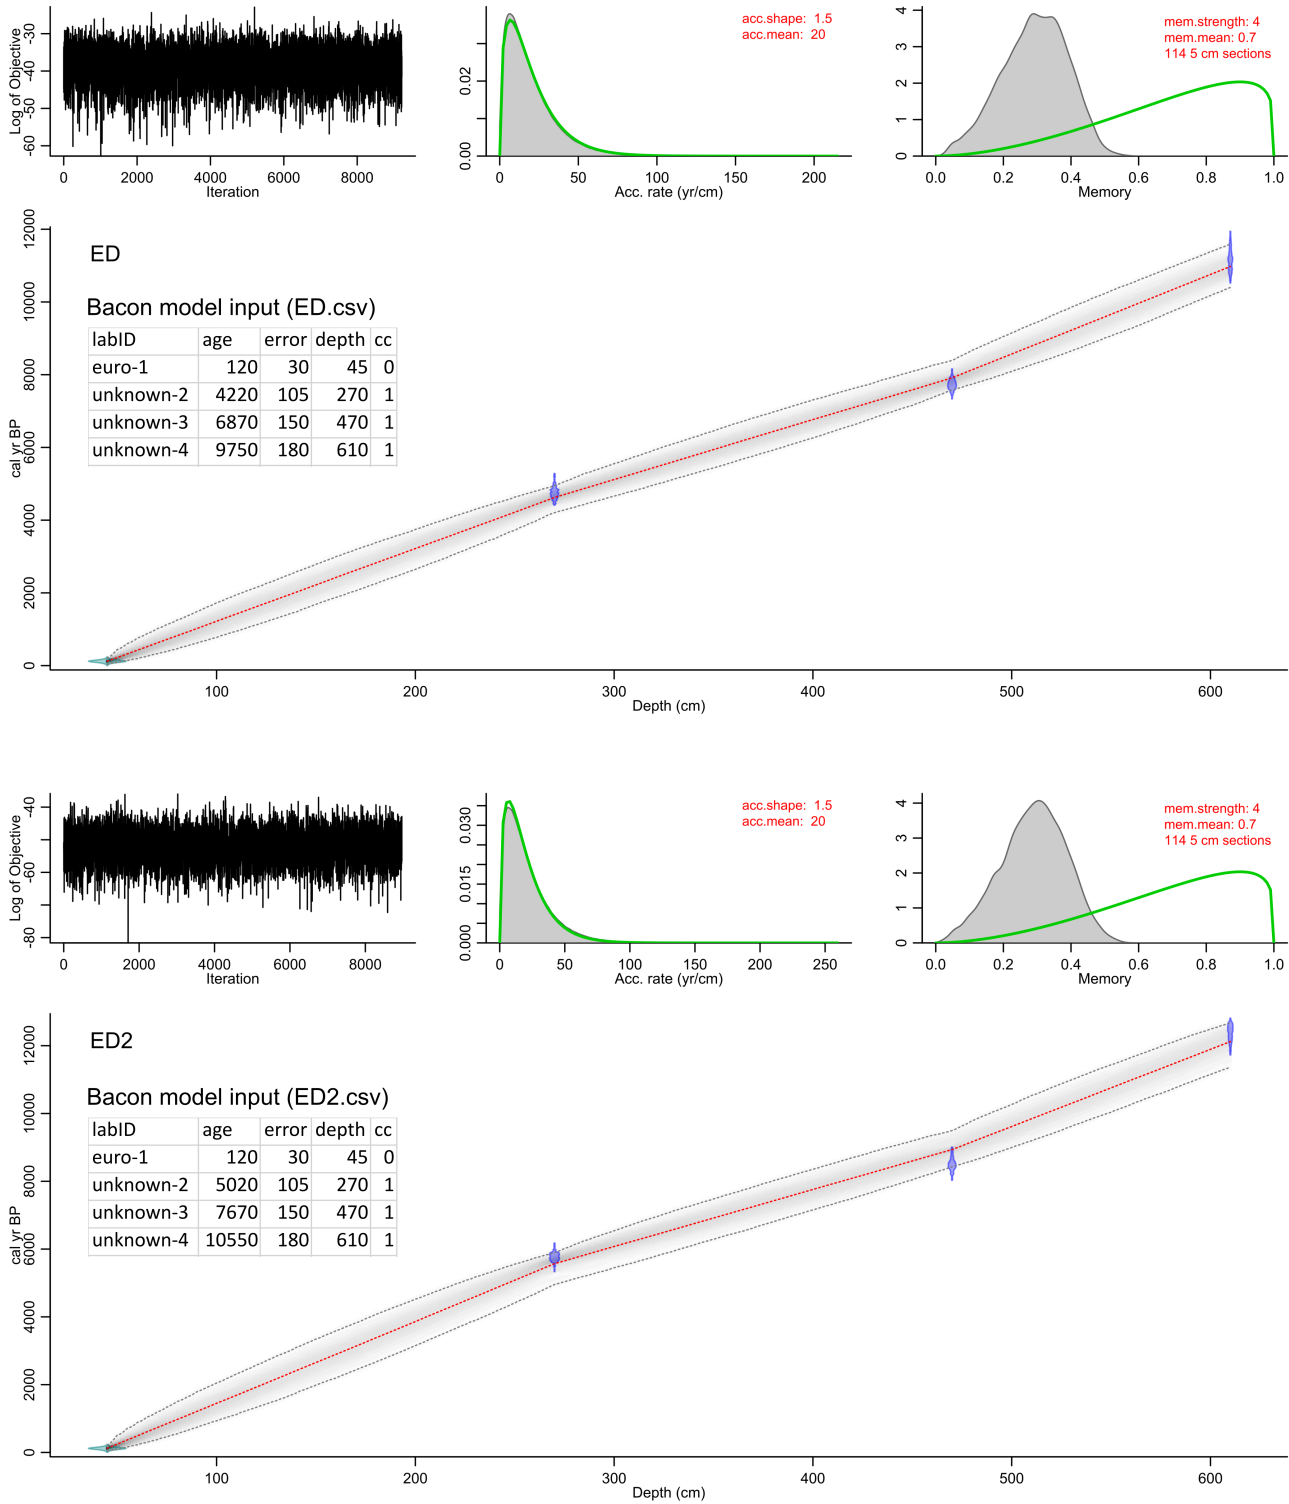 -30
-40
-50
-60
Log of Objective
0 2000 4000 6000 8000
Iteration
acc.shape: 1.5
acc.mean: 20
0.00 0.02
0 50 100 150 200
Acc. rate (yr/cm)
mem.strength: 4
mem.mean: 0.7
114 5 cm sections
0 1 2 3 4
0.0 0.2 0.4 0.6 0.8 1.0
Memory
ED
Bacon model input (ED.csv)
labID age error depth cc
euro-1 120 30 45 0
unknown-2 4220 105 270 1
unknown-3 6870 150 470 1
unknown-4 9750 180 610 1
0 2000 4000 6000 8000 10000 12000
cal yr BP
100 200 300 400 500 600
Depth (cm)
-40
-60
-80
Log of Objective
0 2000 4000 6000 8000
Iteration
acc.shape: 1.5
acc.mean: 20
0.000 0.015 0.030
0 50 100 150 200 250
Acc. rate (yr/cm)
mem.strength: 4
mem.mean: 0.7
114 5 cm sections
0 1 2 3 4
0.0 0.2 0.4 0.6 0.8 1.0
Memory
ED2
Bacon model input (ED2.csv)
labID age error depth cc
euro-1 120 30 45 0
unknown-2 5020 105 270 1
unknown-3 7670 150 470 1
unknown-4 10550 180 610 1
0 2000 4000 6000 8000 10000 12000
cal yr BP
100 200 300 400 500 600
Depth (cm)